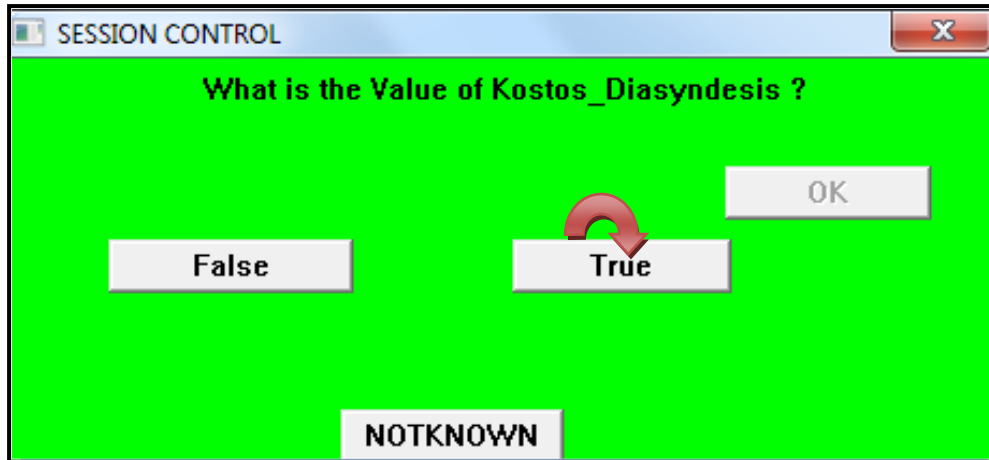 SESSION CONTROL
What is the Value of Kostos_Diasyndesis ?
OK
False
True
NOTKNOWN